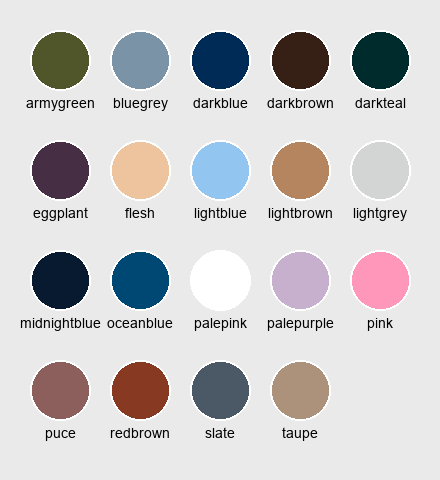 armygreen bluegrey darkblue darkbrown darkteal
eggplant flesh lightblue lightbrown lightgrey
midnightblue oceanblue palepink palepurple pink
puce redbrown slate taupe